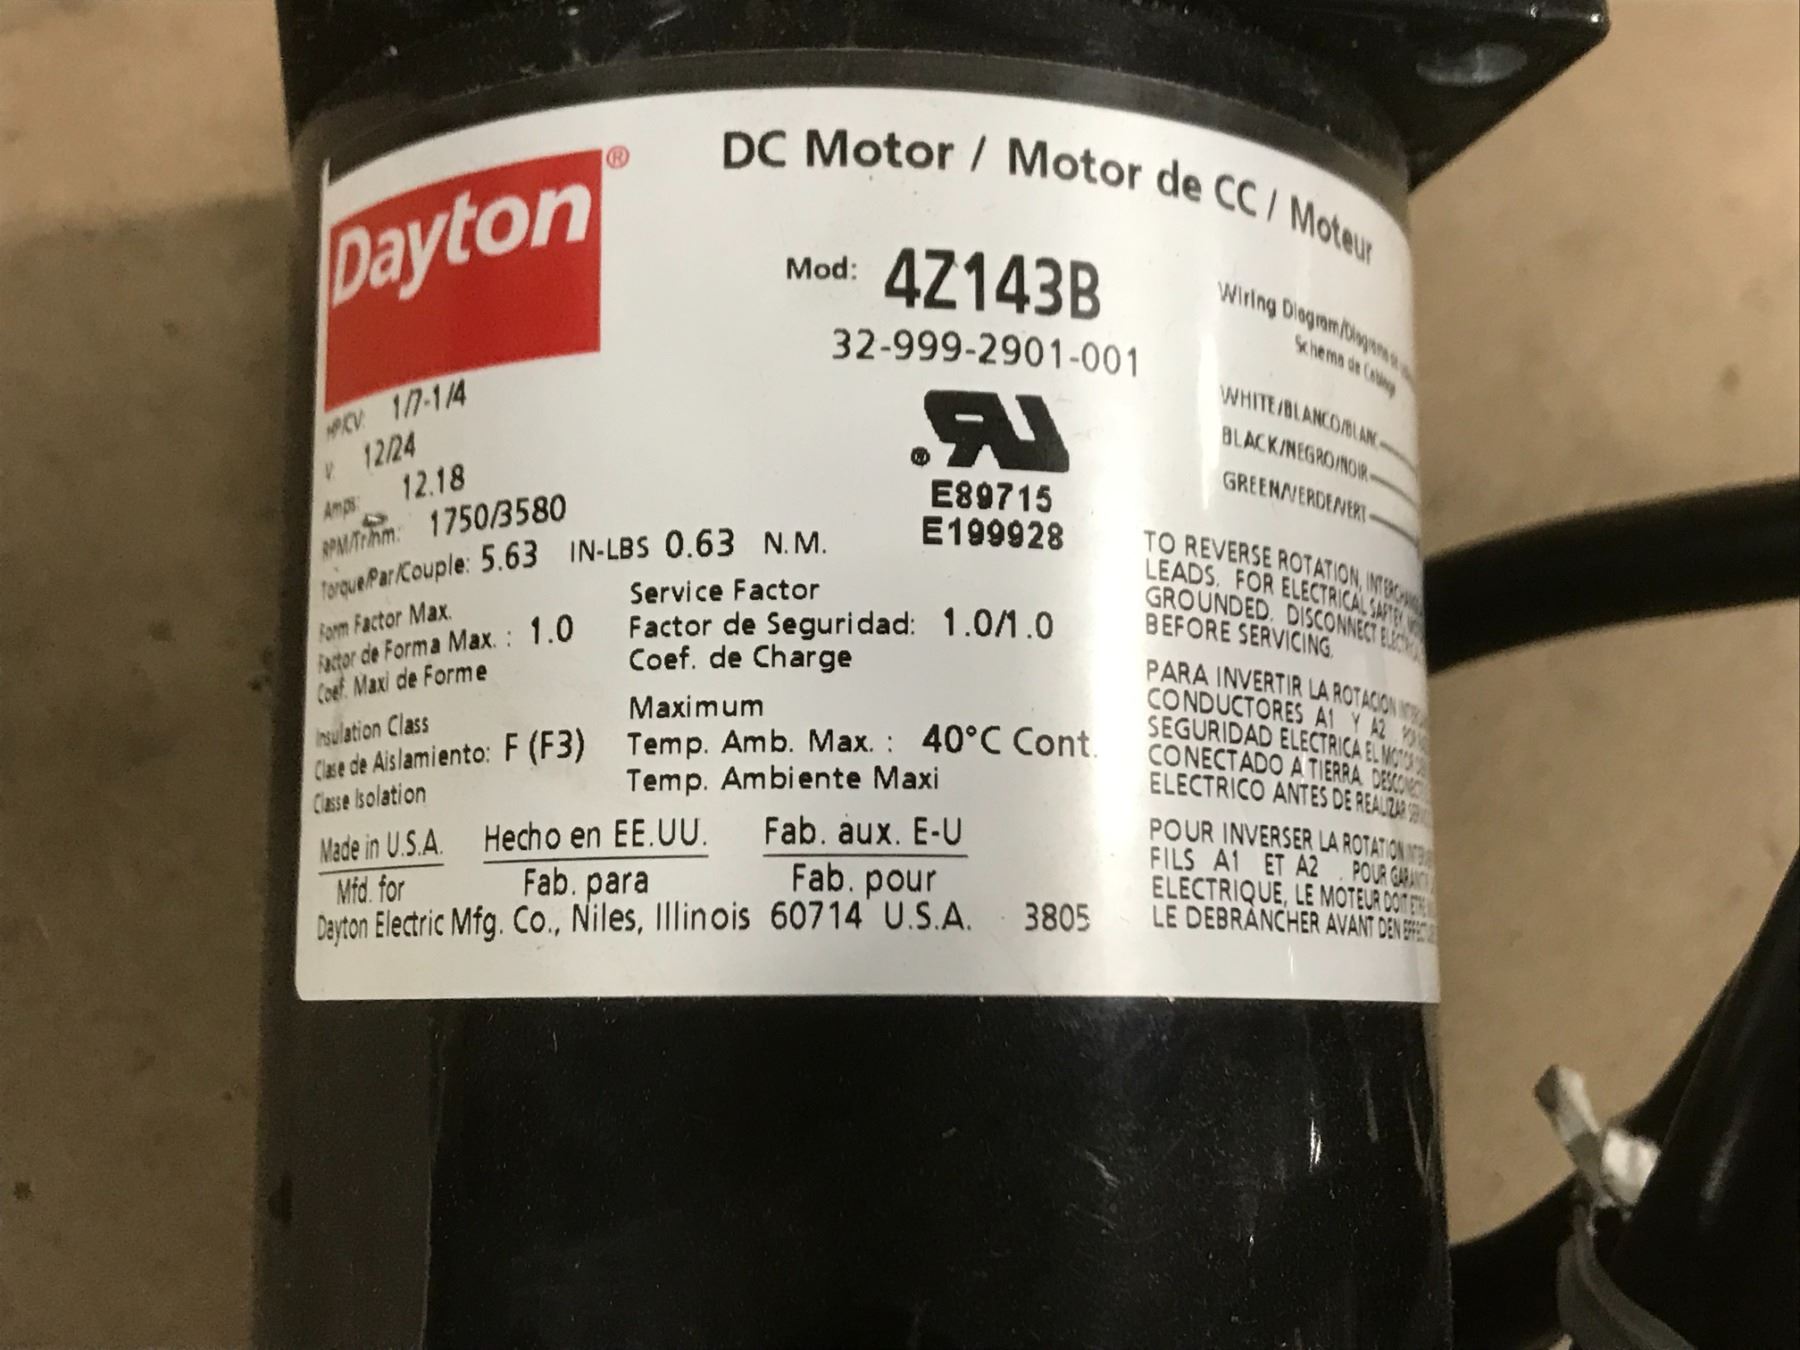 Dayton®
DC Motor / Motor de CC / Moteur
Mod: 4Z143B
32-999-2901-001
HP/CV: 1/7-1/4
V: 12/24
Amps: 12.18
RPM/Tr/mm: 1750/3580
Torque/Par/Couple: 5.63 IN-LBS 0.63 N.M.
Form Factor Max.
Factor de Forma Max. : 1.0
Coef. Maxi de Forme
Insulation Class
Clase de Aislamiento: F (F3)
Classe Isolation
®
E89715
E199928
Service Factor
Factor de Seguridad: 1.0/1.0
Coef. de Charge
Maximum
Temp. Amb. Max. : 40°C Cont.
Temp. Ambiente Maxi
Made in U.S.A. Hecho en EE.UU. Fab. aux. E-U
Mfd. for Fab. para Fab. pour
Dayton Electric Mfg. Co., Niles, Illinois 60714 U.S.A. 3805
Wiring Diagram/Diagrama
Schema de Cablage
WHITE/BLANCO/BLANC
BLACK/NEGRO/NOIR
GREEN/VERDE/VERT
TO REVERSE ROTATION,
LEADS. FOR ELECTRICAL SAFTEY,
GROUNDED. DISCONNECT
BEFORE SERVICING.
PARA INVERTIR LA ROTACION
CONDUCTORES A1 Y A2
SEGURIDAD ELECTRICA EL MOTOR
CONECTADO A TIERRA.
ELECTRICO ANTES DE REALIZAR
POUR INVERSER LA ROTATION
FILS A1 ET A2 . POUR
ELECTRIQUE, LE MOTEUR DOIT
LE DEBRANCHER AVANT DEN